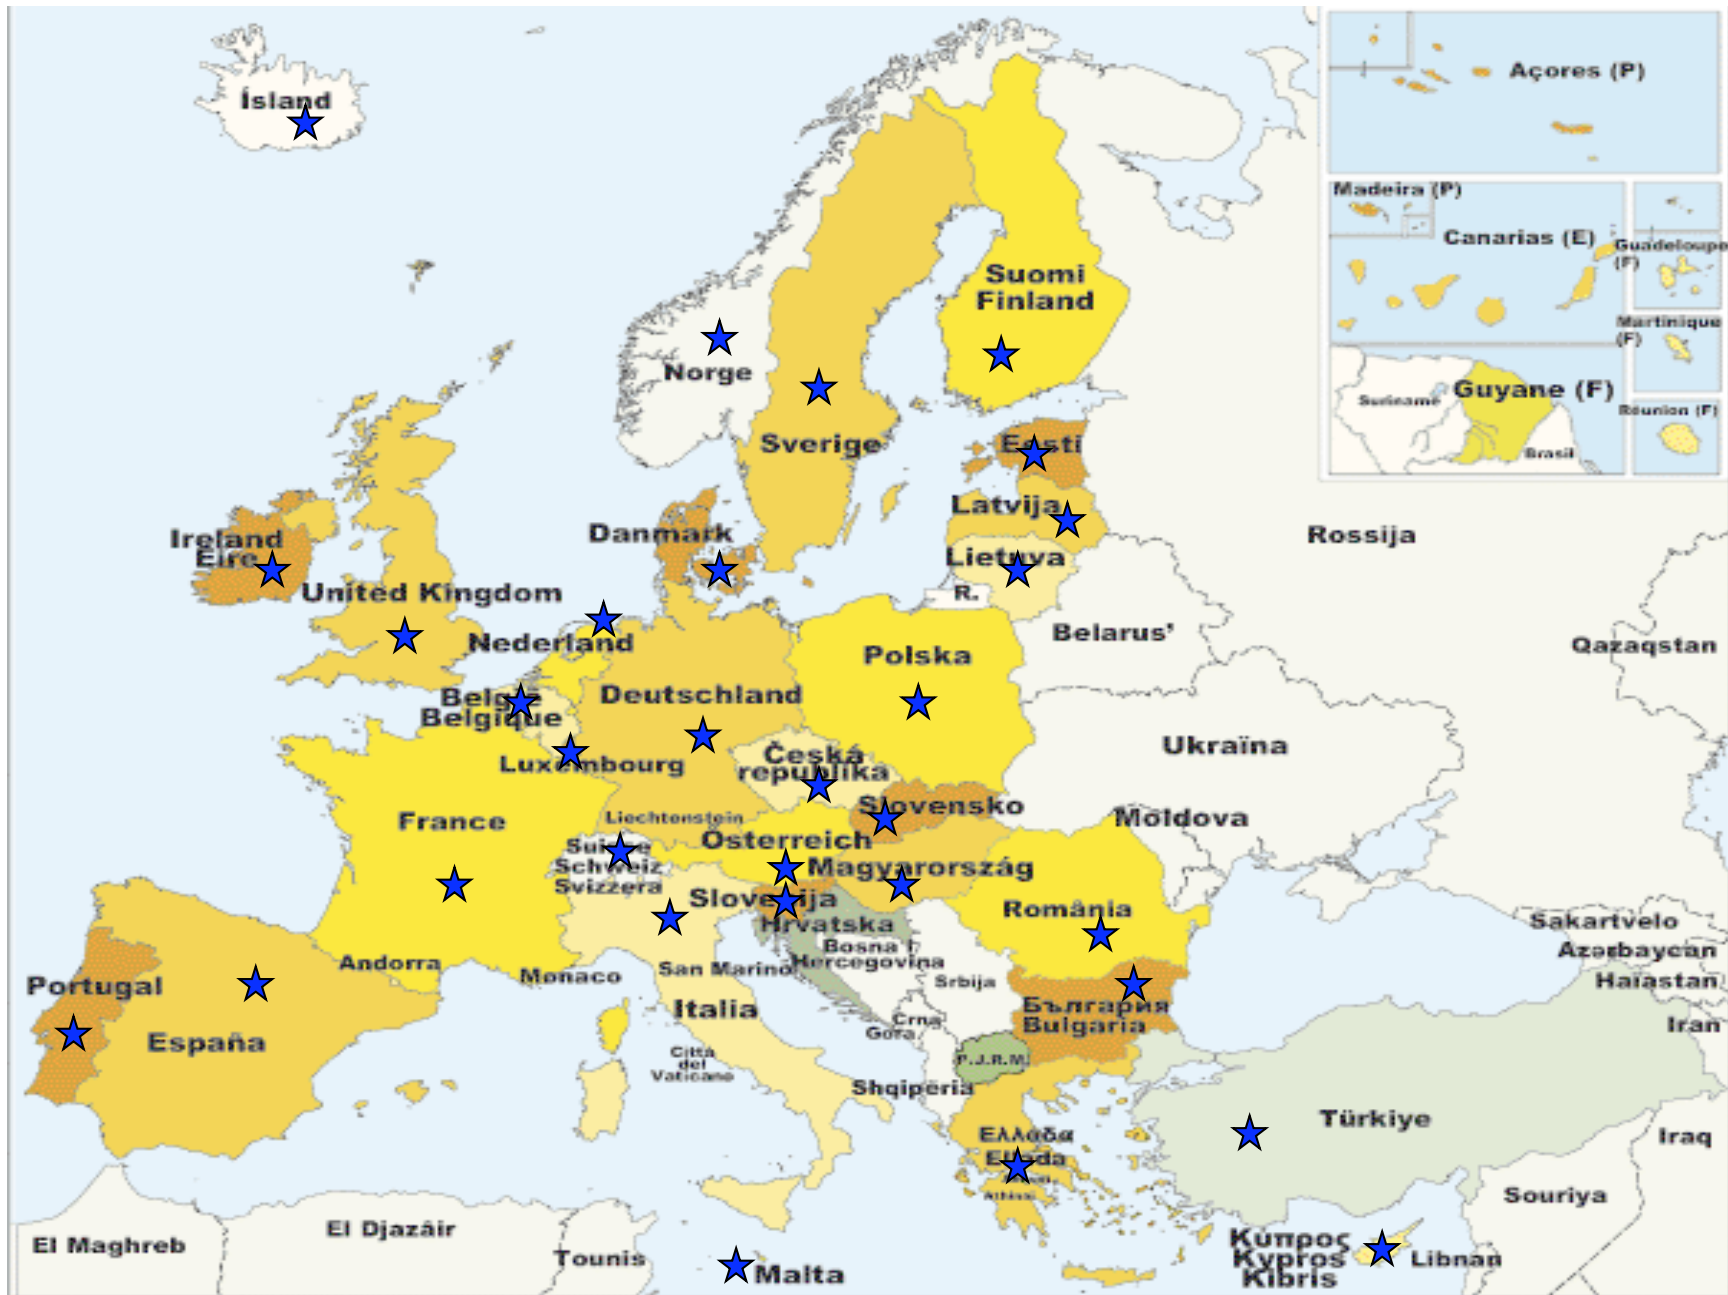 Ísland
Açores (P)
Madeira (P)
Canarias (E)
Guadeloupe
(F)
Martinique
(F)
Réunion (F)
Guyane (F)
Suriname
Brasil
Suomi
Finland
Norge
Sverige
Eesti
Latvija
Lietuva
R.
Danmark
Ireland
Eire
United Kingdom
Nederland
België
Belgique
Luxembourg
Deutschland
Polska
Belarus'
Rossija
Qazaqstan
Ukraïna
Moldova
Česká
republika
Slovensko
Liechtenstein
Österreich
Magyarország
Suisse
Schweiz
Svizzera
France
Slovenija
Hrvatska
Bosna i
Hercegovina
România
Sakartvelo
Azərbaycan
Haïastan
Iran
Andorra
Monaco
San Marino
Srbija
Portugal
España
Italia
Città
del
Vaticano
Crna
Gora
България
Bulgaria
P.J.R.M.
Shqipëria
Ελλάδα
Ellada
Türkiye
Iraq
Souriya
El Maghreb
El Djazâir
Tounis
Malta
Κύπρος
Kypros
Kibris
Libnan